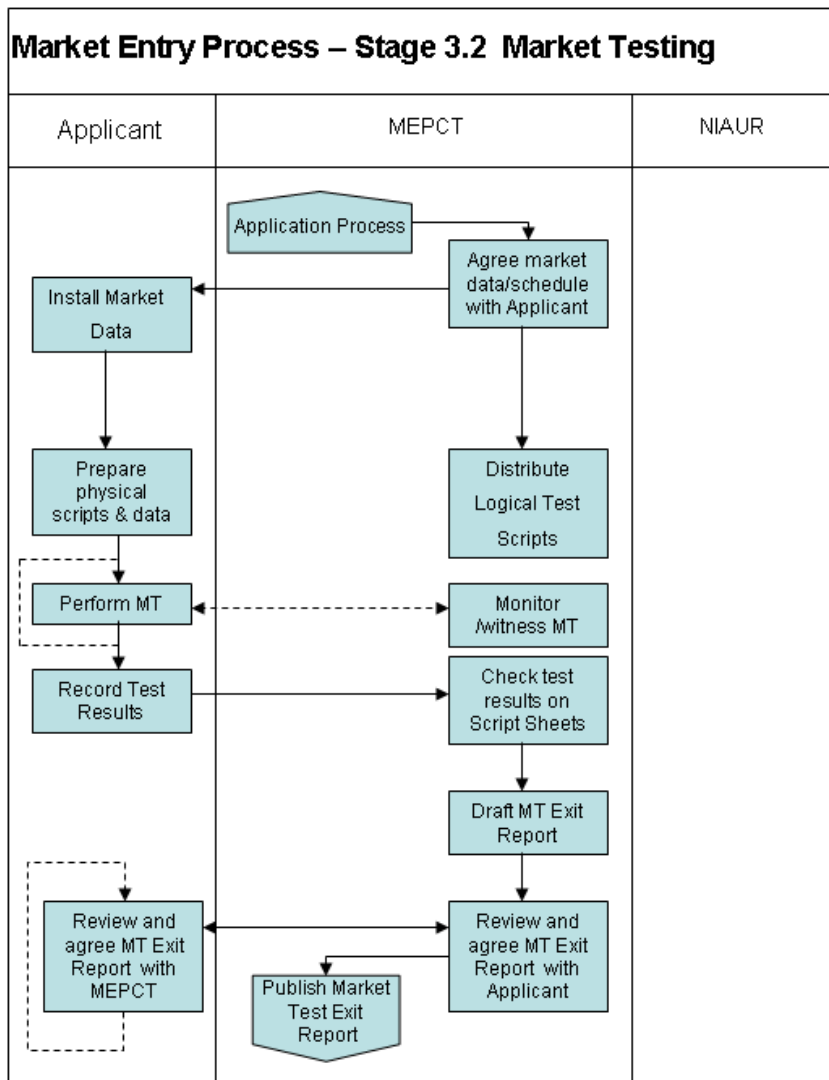 Market Entry Process – Stage 3.2 Market Testing
Applicant
MEPCT
NIAUR
Application Process
Agree market
data/schedule
with Applicant
Install Market
Data
Prepare
physical
scripts & data
Distribute
Logical Test
Scripts
Perform MT
Monitor
/witness MT
Record Test
Results
Check test
results on
Script Sheets
Draft MT Exit
Report
Review and
agree MT Exit
Report with
MEPCT
Review and
agree MT Exit
Report with
Applicant
Publish Market
Test Exit
Report